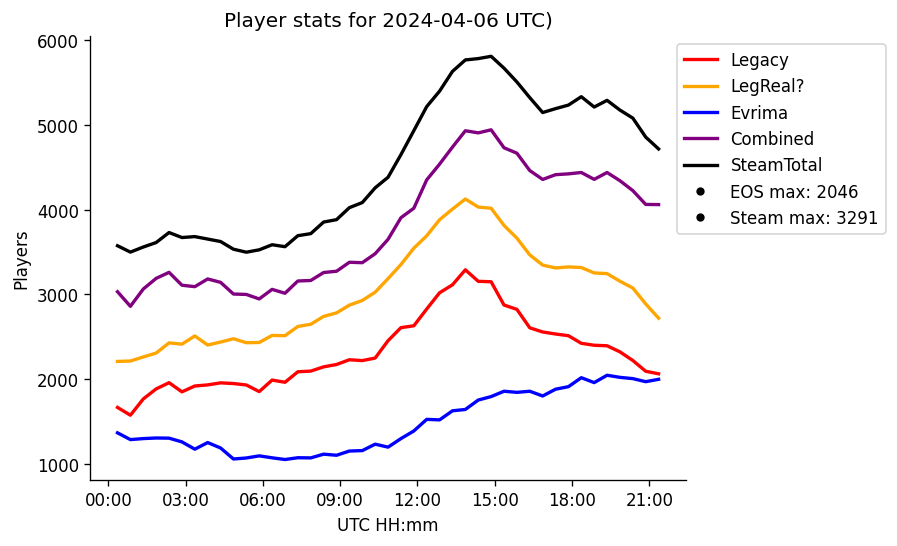 Player stats for 2024-04-06 UTC)
6000
5000
4000
3000
2000
1000
Players
00:00 03:00 06:00 09:00 12:00 15:00 18:00 21:00
UTC HH:mm
Legacy
LegReal?
Evrima
Combined
SteamTotal
EOS max: 2046
Steam max: 3291